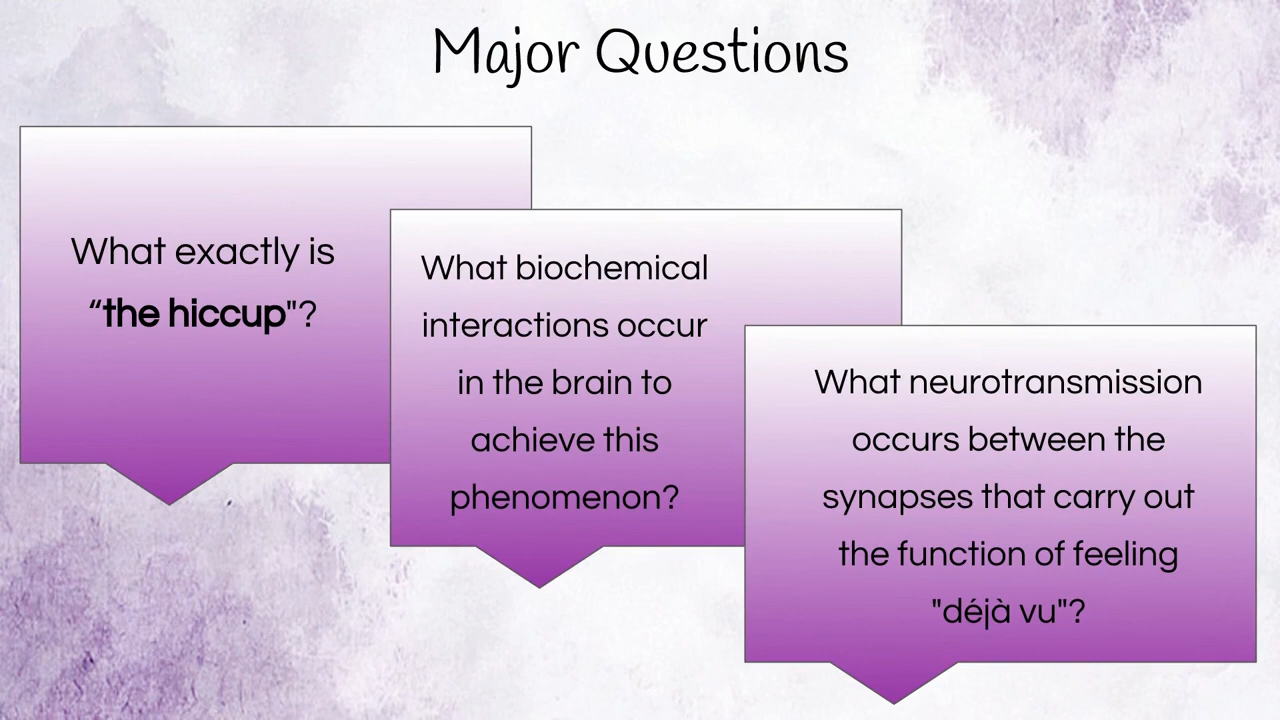 Major Questions
What exactly is
“the hiccup"?
What biochemical
interactions occur
in the brain to
achieve this
phenomenon?
What neurotransmission
occurs between the
synapses that carry out
the function of feeling
"déjà vu"?